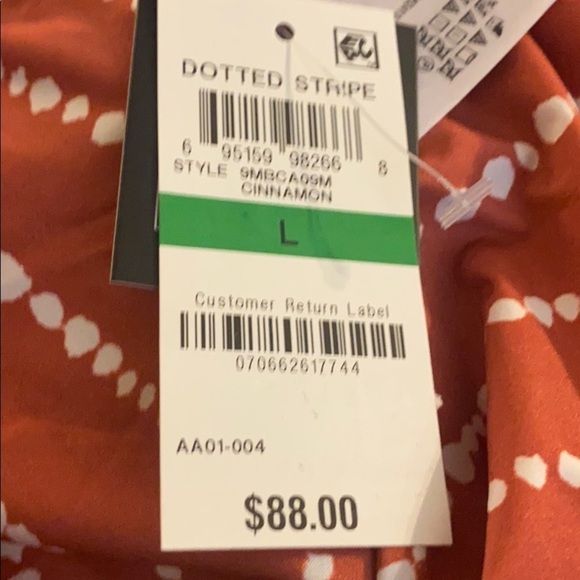 DOTTED STRIPE
6 95159 98266 8
STYLE 9MBCA09M
CINNAMON
L
Customer Return Label
070662617744
AA01-004
$88.00